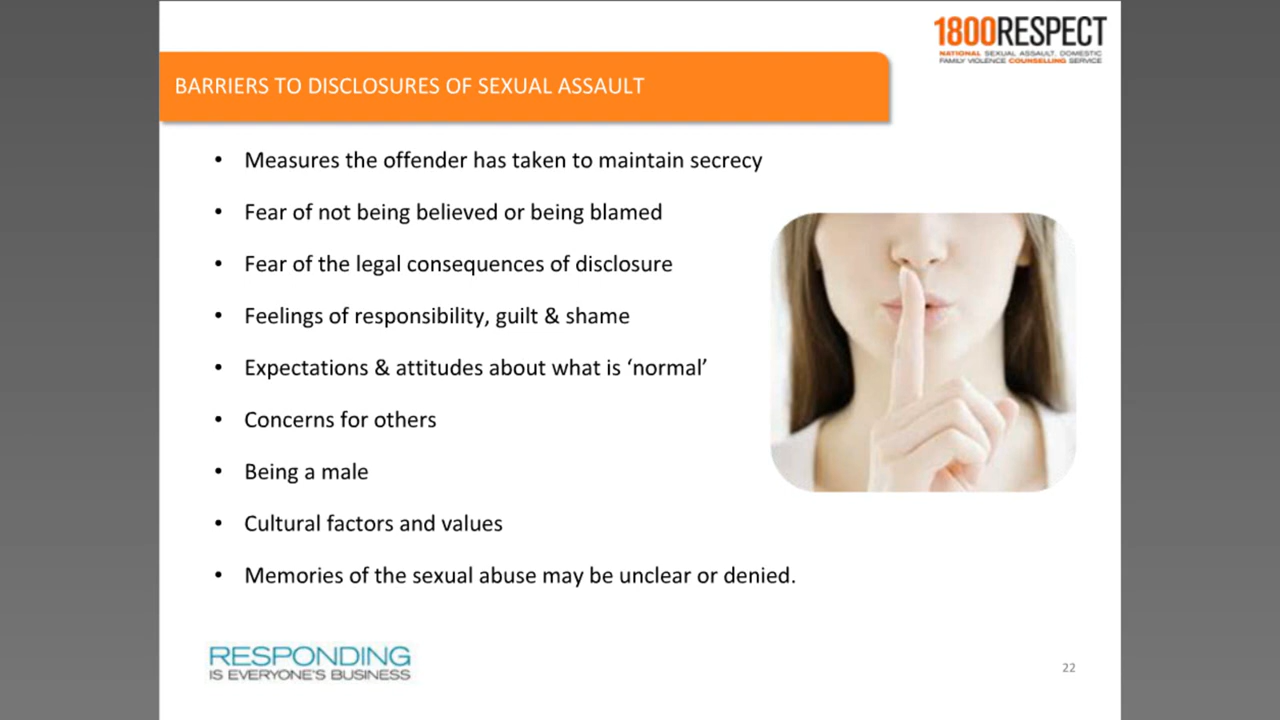 1800RESPECT
NATIONAL SEXUAL ASSAULT, DOMESTIC
FAMILY VIOLENCE COUNSELLING SERVICE
BARRIERS TO DISCLOSURES OF SEXUAL ASSAULT
• Measures the offender has taken to maintain secrecy
• Fear of not being believed or being blamed
• Fear of the legal consequences of disclosure
• Feelings of responsibility, guilt & shame
• Expectations & attitudes about what is ‘normal’
• Concerns for others
• Being a male
• Cultural factors and values
• Memories of the sexual abuse may be unclear or denied.
RESPONDING
IS EVERYONE'S BUSINESS
22